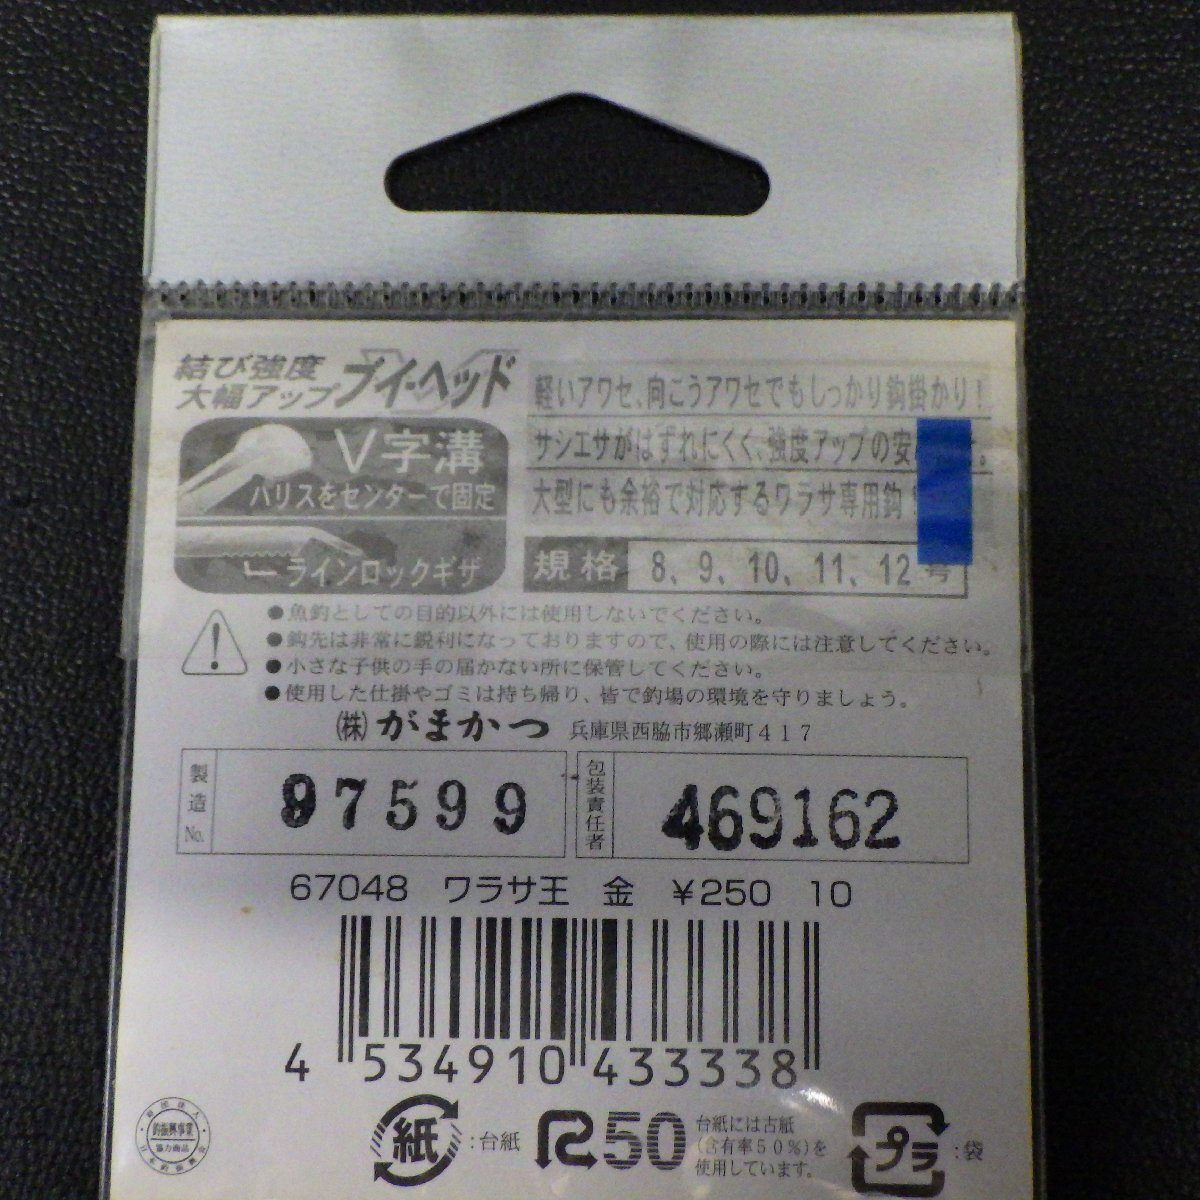 結び強度
大幅アップ
ブイ・ヘッド
V字溝
ハリスをセンターで固定
ラインロックギザ
軽いアワセ、向こうアワセでもしっかり鈎掛かり!
サシエサがはずれにくく、強度アップの安
大型にも余裕で対応するワラサ専用鈎
規格 8、9、10、11、12号
●魚釣としての目的以外には使用しないでください。
●鈎先は非常に鋭利になっておりますので、使用の際には注意してください。
●小さな子供の手の届かない所に保管してください。
●使用した仕掛やゴミは持ち帰り、皆で釣場の環境を守りましょう。
㈱がまかつ 兵庫県西脇市郷瀬町417
製造No. 97599
包装責任者 469162
67048 ワラサ王 金 ¥250 10
4 534910 433338
紙 :台紙
R50
台紙には古紙
(含有率50%)を
使用しています。
プラ :袋
釣振興事業
協力商品